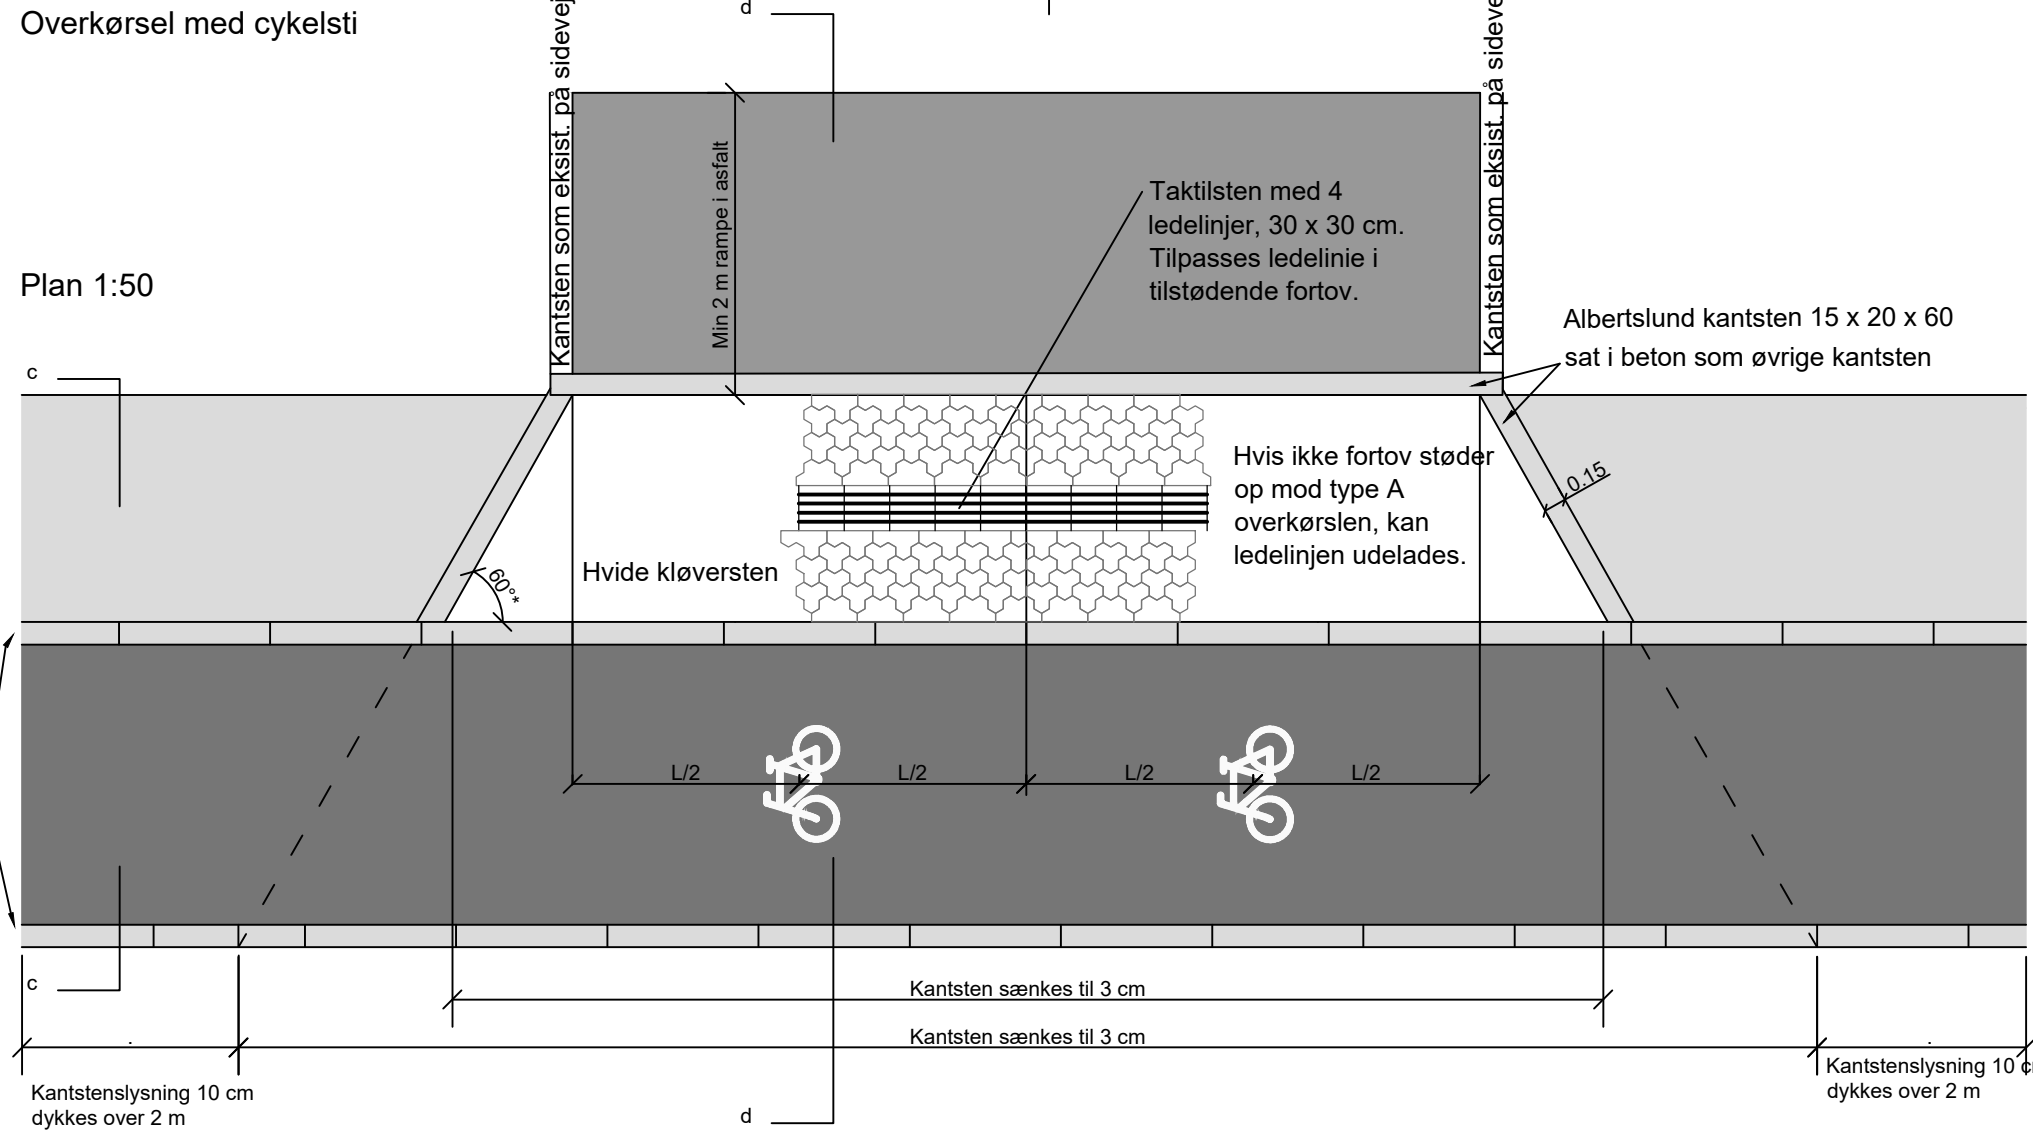 Overkørsel med cykelsti
d
Kantsten som eksist. på sidevej
Kantsten som eksist. på
Min 2 m rampe i asfalt
Taktilsten med 4
ledelinjer, 30 x 30 cm.
Tilpasses ledelinie i
tilstødende fortov.
Plan 1:50
Albertslund kantsten 15 x 20 x 60
sat i beton som øvrige kantsten
c
Hvis ikke fortov støder
op mod type A
overkørslen, kan
ledelinjen udelades.
0.15
Hvide kløversten
60°*
L/2
L/2
L/2
L/2
c
Kantsten sænkes til 3 cm
Kantsten sænkes til 3 cm
Kantstenslysning 10 cm
dykkes over 2 m
Kantstenslysning 10
dykkes over 2 m
d